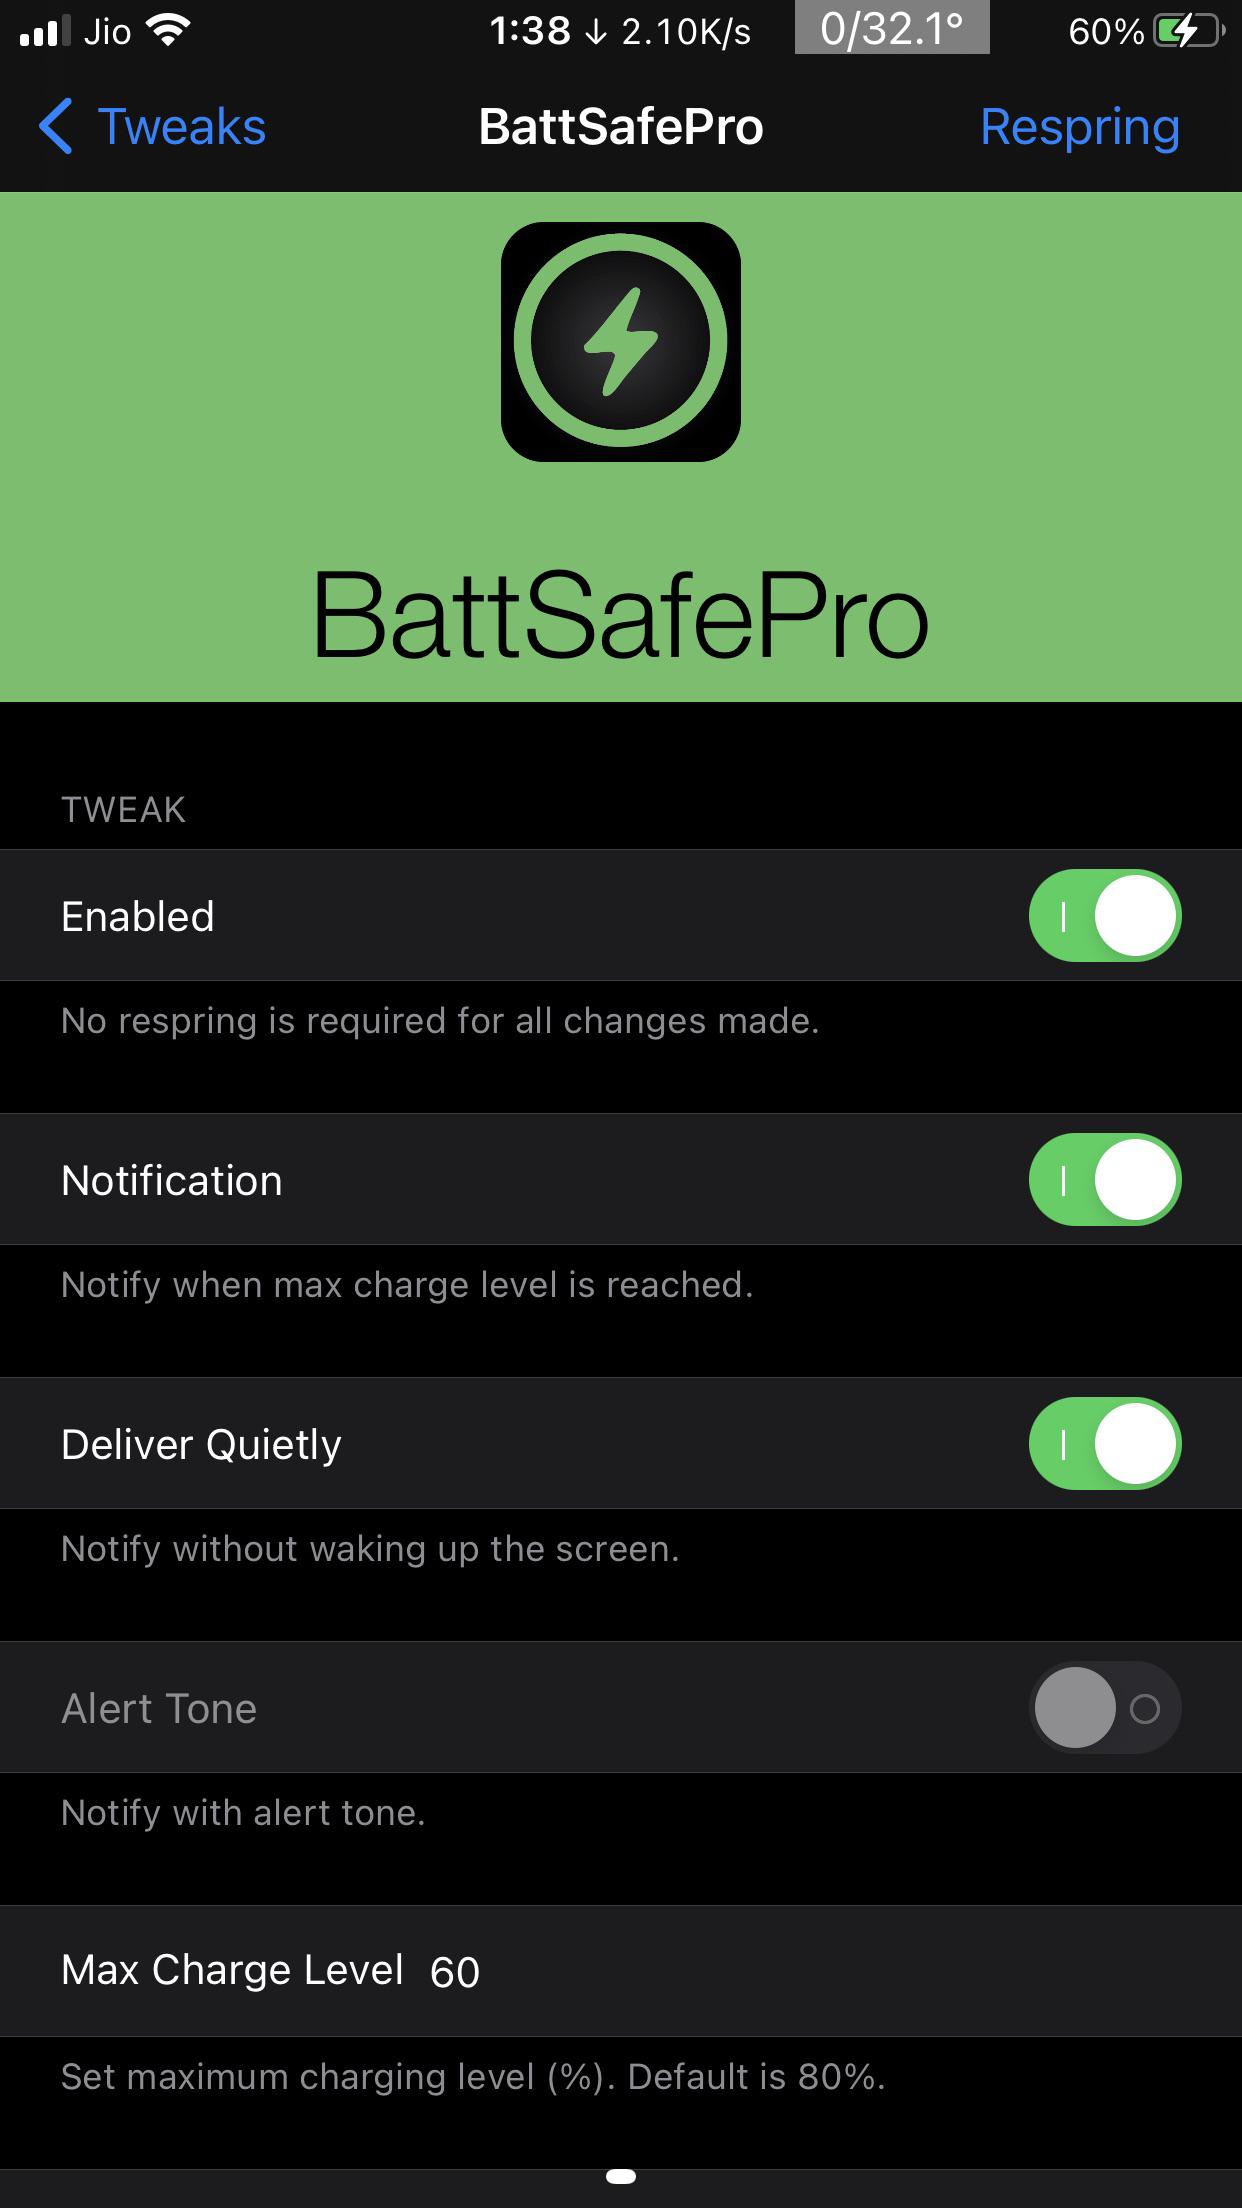 Jio 1:38 ↓ 2.10K/s 0/32.1° 60%
Tweaks BattSafePro Respring
BattSafePro
TWEAK
Enabled
No respring is required for all changes made.
Notification
Notify when max charge level is reached.
Deliver Quietly
Notify without waking up the screen.
Alert Tone
Notify with alert tone.
Max Charge Level 60
Set maximum charging level (%). Default is 80%.